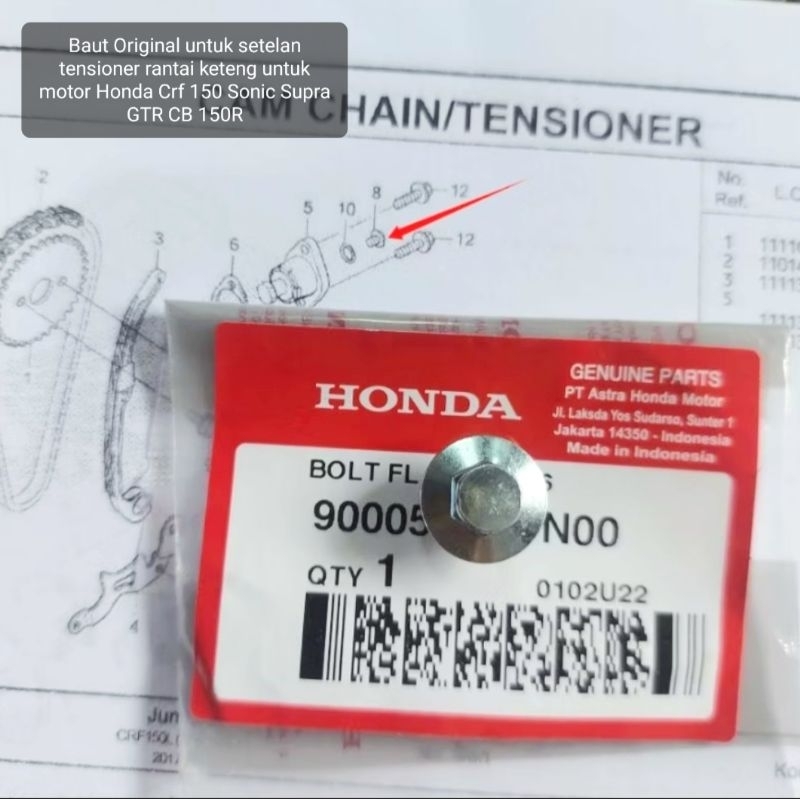 Baut Original untuk setelan
tensioner rantai keteng untuk
motor Honda Crf 150 Sonic Supra
GTR CB 150R
CAM CHAIN/TENSIONER
No.
Ref.
2
3
5
10
8
12
12
6
1
2
3
5
4
HONDA
GENUINE PARTS
PT Astra Honda Motor
Jl. Laksda Yos Sudarso, Sunter 1
Jakarta 14350 - Indonesia
Made in Indonesia
BOLT FL
90005 N00
QTY 1
0102U22